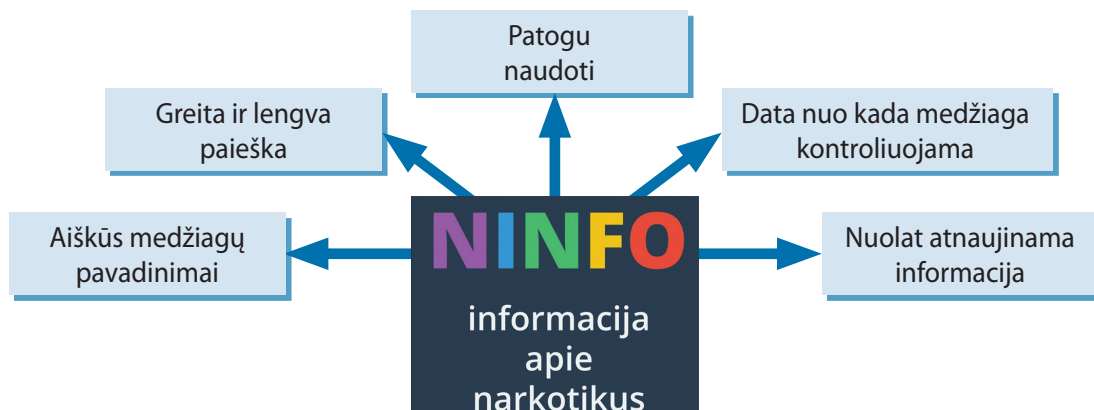 Patogu
naudoti
Greita ir lengva
paieška
Data nuo kada medžiaga
kontroliuojama
Aiškūs medžiagų
pavadinimai
Nuolat atnaujinama
informacija
NINFO
informacija
apie
narkotikus